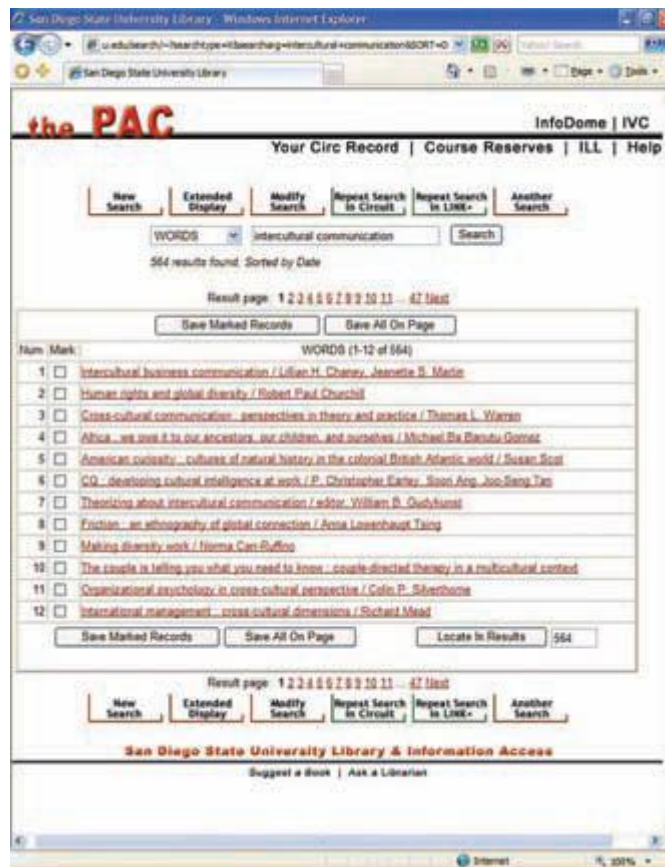 San Diego State University Library - Windows Internet Explorer
u.edu/search/~/searchtype=X&searcharg=intercultural+communication&SORT=D
San Diego State University Library
Page Tools
the PAC
InfoDome | IVC
Your Circ Record | Course Reserves | ILL | Help
New Search Extended Display Modify Search Repeat Search in Circuit Repeat Search in LINK+ Another Search
WORDS intercultural communication Search
564 results found. Sorted by Date
Result page: 1 2 3 4 5 6 7 8 9 10 11 ... 47 Next
Save Marked Records Save All On Page
Num Mark WORDS (1-12 of 564)
1 Intercultural business communication / Lillian H. Chaney, Jeanette S. Martin
2 Human rights and global diversity / Robert Paul Churchill
3 Cross-cultural communication : perspectives in theory and practice / Thomas L. Warren
4 Africa : we owe it to our ancestors, our children, and ourselves / Michael Ba Banutu Gomez
5 American curiosity : cultures of natural history in the colonial British Atlantic world / Susan Scot
6 CQ : developing cultural intelligence at work / P. Christopher Earley, Soon Ang, Joo-Seng Tan
7 Theorizing about intercultural communication / editor, William B. Gudykunst
8 Friction : an ethnography of global connection / Anna Lowenhaupt Tsing
9 Making diversity work / Norma Carr-Ruffino
10 The couple is telling you what you need to know : couple-directed therapy in a multicultural context
11 Organizational psychology in cross-cultural perspective / Colin P. Silverthorne
12 International management : cross-cultural dimensions / Richard Mead
Save Marked Records Save All On Page Locate In Results 564
Result page: 1 2 3 4 5 6 7 8 9 10 11 ... 47 Next
New Search Extended Display Modify Search Repeat Search in Circuit Repeat Search in LINK+ Another Search
San Diego State University Library & Information Access
Suggest a Book | Ask a Librarian
Internet 100%